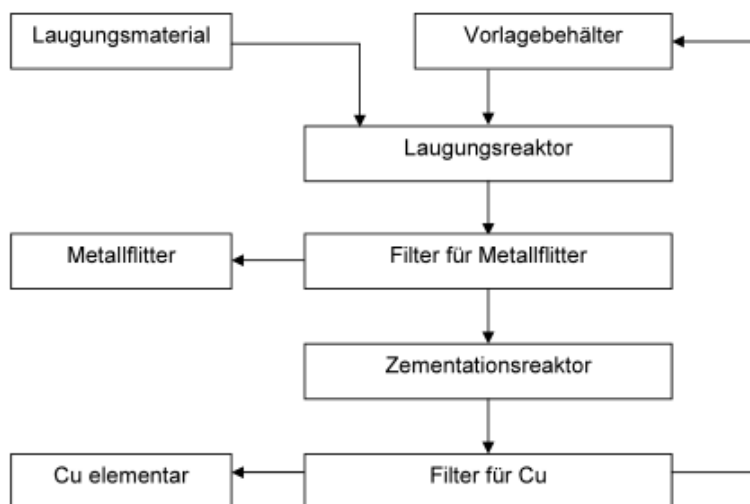 Laugungsmaterial
Vorlagebehälter
Laugungsreaktor
Metallflitter
Filter für Metallflitter
Zementationsreaktor
Cu elementar
Filter für Cu